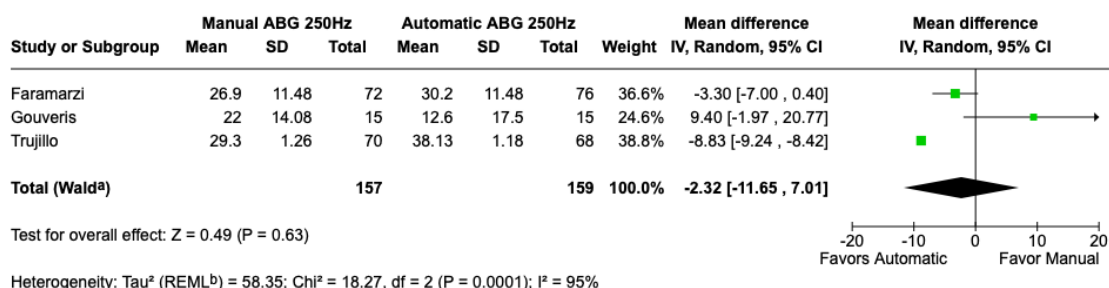 Manual ABG 250Hz Automatic ABG 250Hz Mean difference Mean difference
Study or Subgroup Mean SD Total Mean SD Total Weight IV, Random, 95% CI IV, Random, 95% CI
Faramarzi 26.9 11.48 72 30.2 11.48 76 36.6% -3.30 [-7.00 , 0.40]
Gouveris 22 14.08 15 12.6 17.5 15 24.6% 9.40 [-1.97 , 20.77]
Trujillo 29.3 1.26 70 38.13 1.18 68 38.8% -8.83 [-9.24 , -8.42]
Total (Waldᵃ) 157 159 100.0% -2.32 [-11.65 , 7.01]
Test for overall effect: Z = 0.49 (P = 0.63)
-20 -10 0 10 20
Favors Automatic Favor Manual
Heterogeneity: Tau² (REMLᵇ) = 58.35; Chi² = 18.27, df = 2 (P = 0.0001); I² = 95%